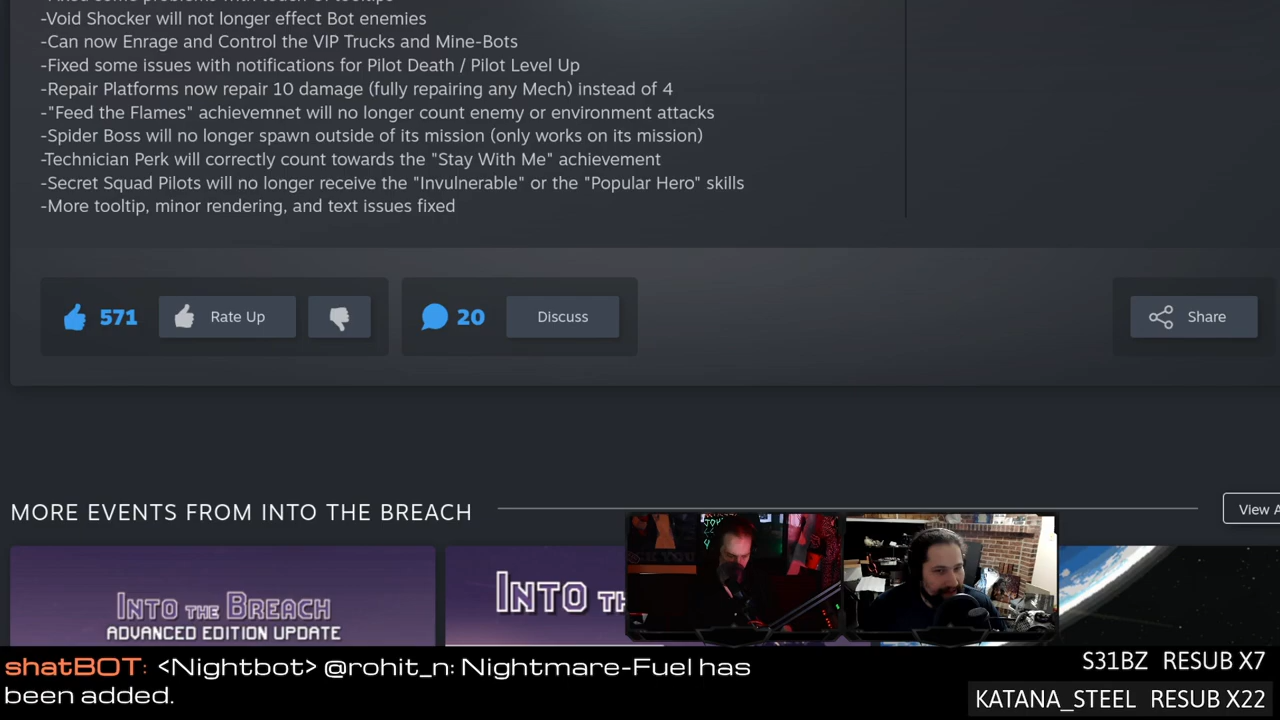 -Void Shocker will not longer effect Bot enemies
-Can now Enrage and Control the VIP Trucks and Mine-Bots
-Fixed some issues with notifications for Pilot Death / Pilot Level Up
-Repair Platforms now repair 10 damage (fully repairing any Mech) instead of 4
-"Feed the Flames" achievemnet will no longer count enemy or environment attacks
-Spider Boss will no longer spawn outside of its mission (only works on its mission)
-Technician Perk will correctly count towards the "Stay With Me" achievement
-Secret Squad Pilots will no longer receive the "Invulnerable" or the "Popular Hero" skills
-More tooltip, minor rendering, and text issues fixed
571 Rate Up 20 Discuss Share
MORE EVENTS FROM INTO THE BREACH
View A
INTO THE BREACH
ADVANCED EDITION UPDATE
INTO TH
shatBOT: <Nightbot> @rohit_n: Nightmare-Fuel has
been added.
S31BZ RESUB X7
KATANA_STEEL RESUB X22